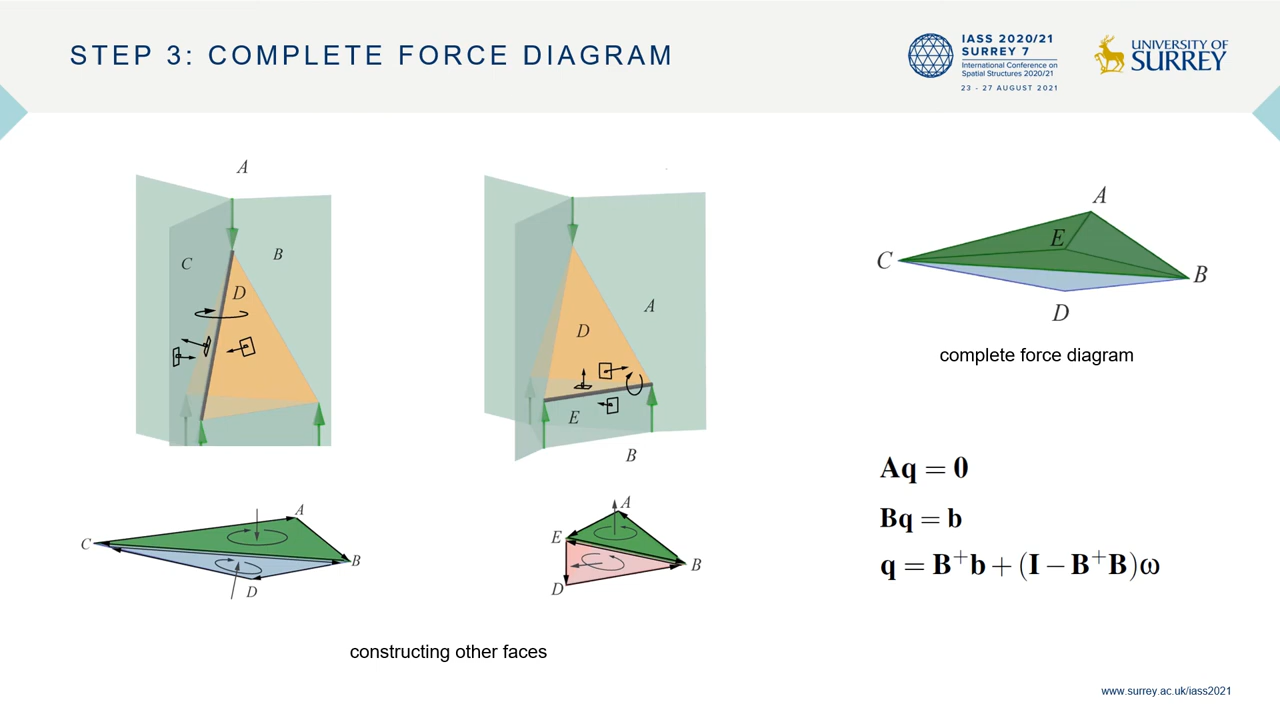 STEP 3: COMPLETE FORCE DIAGRAM
IASS 2020/21
SURREY 7
International Conference on
Spatial Structures 2020/21
23 - 27 AUGUST 2021
UNIVERSITY OF
SURREY
A
C
B
D
A
D
E
B
A
E
C
B
D
complete force diagram
Aq = 0
Bq = b
q = B⁺b + (I − B⁺B)ω
A
C
B
D
A
E
B
D
constructing other faces
www.surrey.ac.uk/iass2021